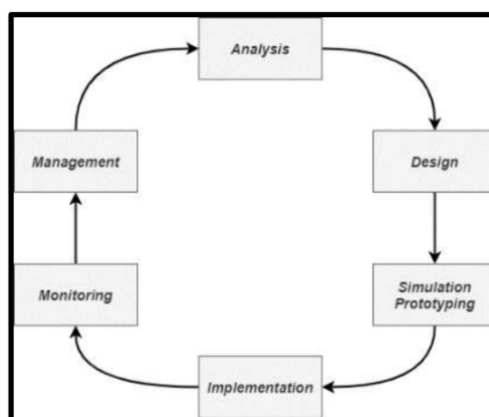 Analysis
Design
Simulation
Prototyping
Implementation
Monitoring
Management